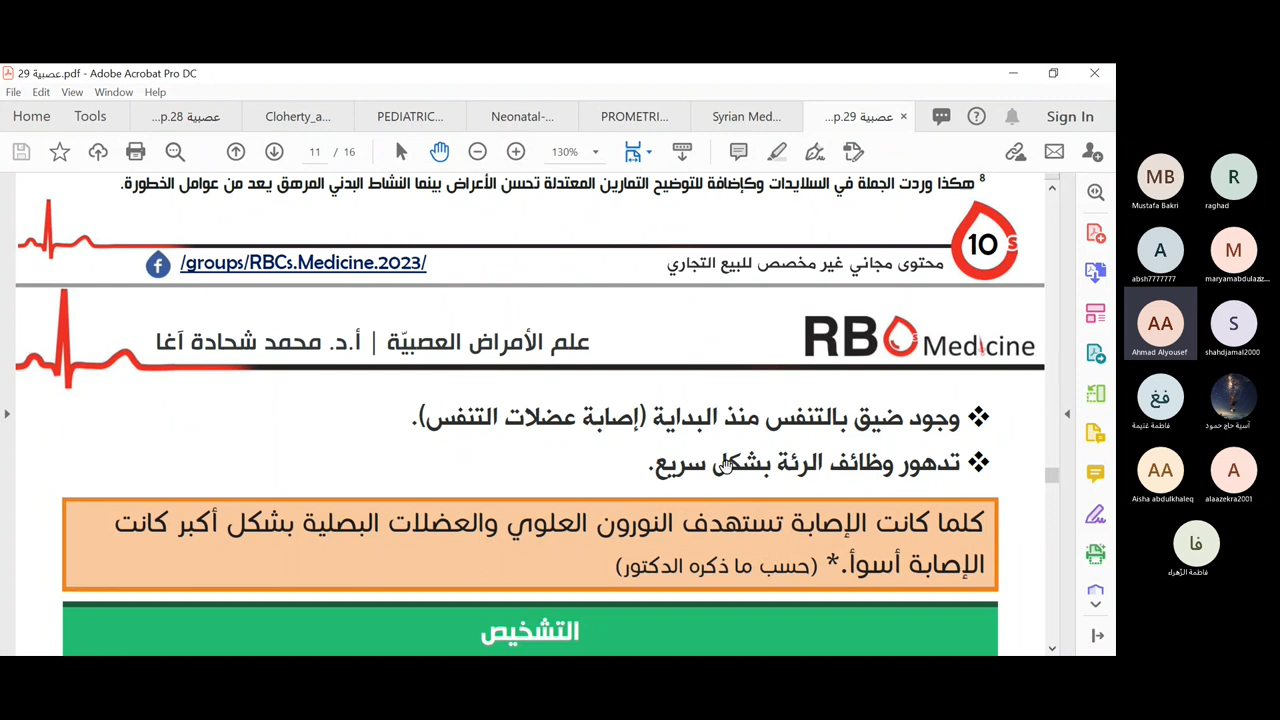 عصبية 29.pdf - Adobe Acrobat Pro DC
File Edit View Window Help
Home Tools عصبية 28.p... Cloherty_a... PEDIATRIC... Neonatal-... PROMETRI... Syrian Med... عصبية 29.p... × Sign In
11 / 16 130%
8 هكذا وردت الجملة في السلايدات وكإضافة للتوضيح التمارين المعتدلة تحسن الأعراض بينما النشاط البدني المرهق يعد من عوامل الخطورة.
10
محتوى مجاني غير مخصص للبيع التجاري
/groups/RBCs.Medicine.2023/
RB Medicine
علم الأمراض العصبيّة | أ.د. محمد شحادة آغا
❖ وجود ضيق بالتنفس منذ البداية (إصابة عضلات التنفس).
❖ تدهور وظائف الرئة بشكل سريع.
كلما كانت الإصابة تستهدف النورون العلوي والعضلات البصلية بشكل أكبر كانت
الإصابة أسوأ.* (حسب ما ذكره الدكتور)
التشخيص
MB
Mustafa Bakri
R
raghad
A
absh7777777
M
maryamabdulaziz...
AA
Ahmad Alyousef
S
shahdjamal2000
فغ
فاطمة غنيمة
آسية حاج حمود
AA
Aisha abdulkhaleq
A
alaazekra2001
فا
فاطمة الزهراء